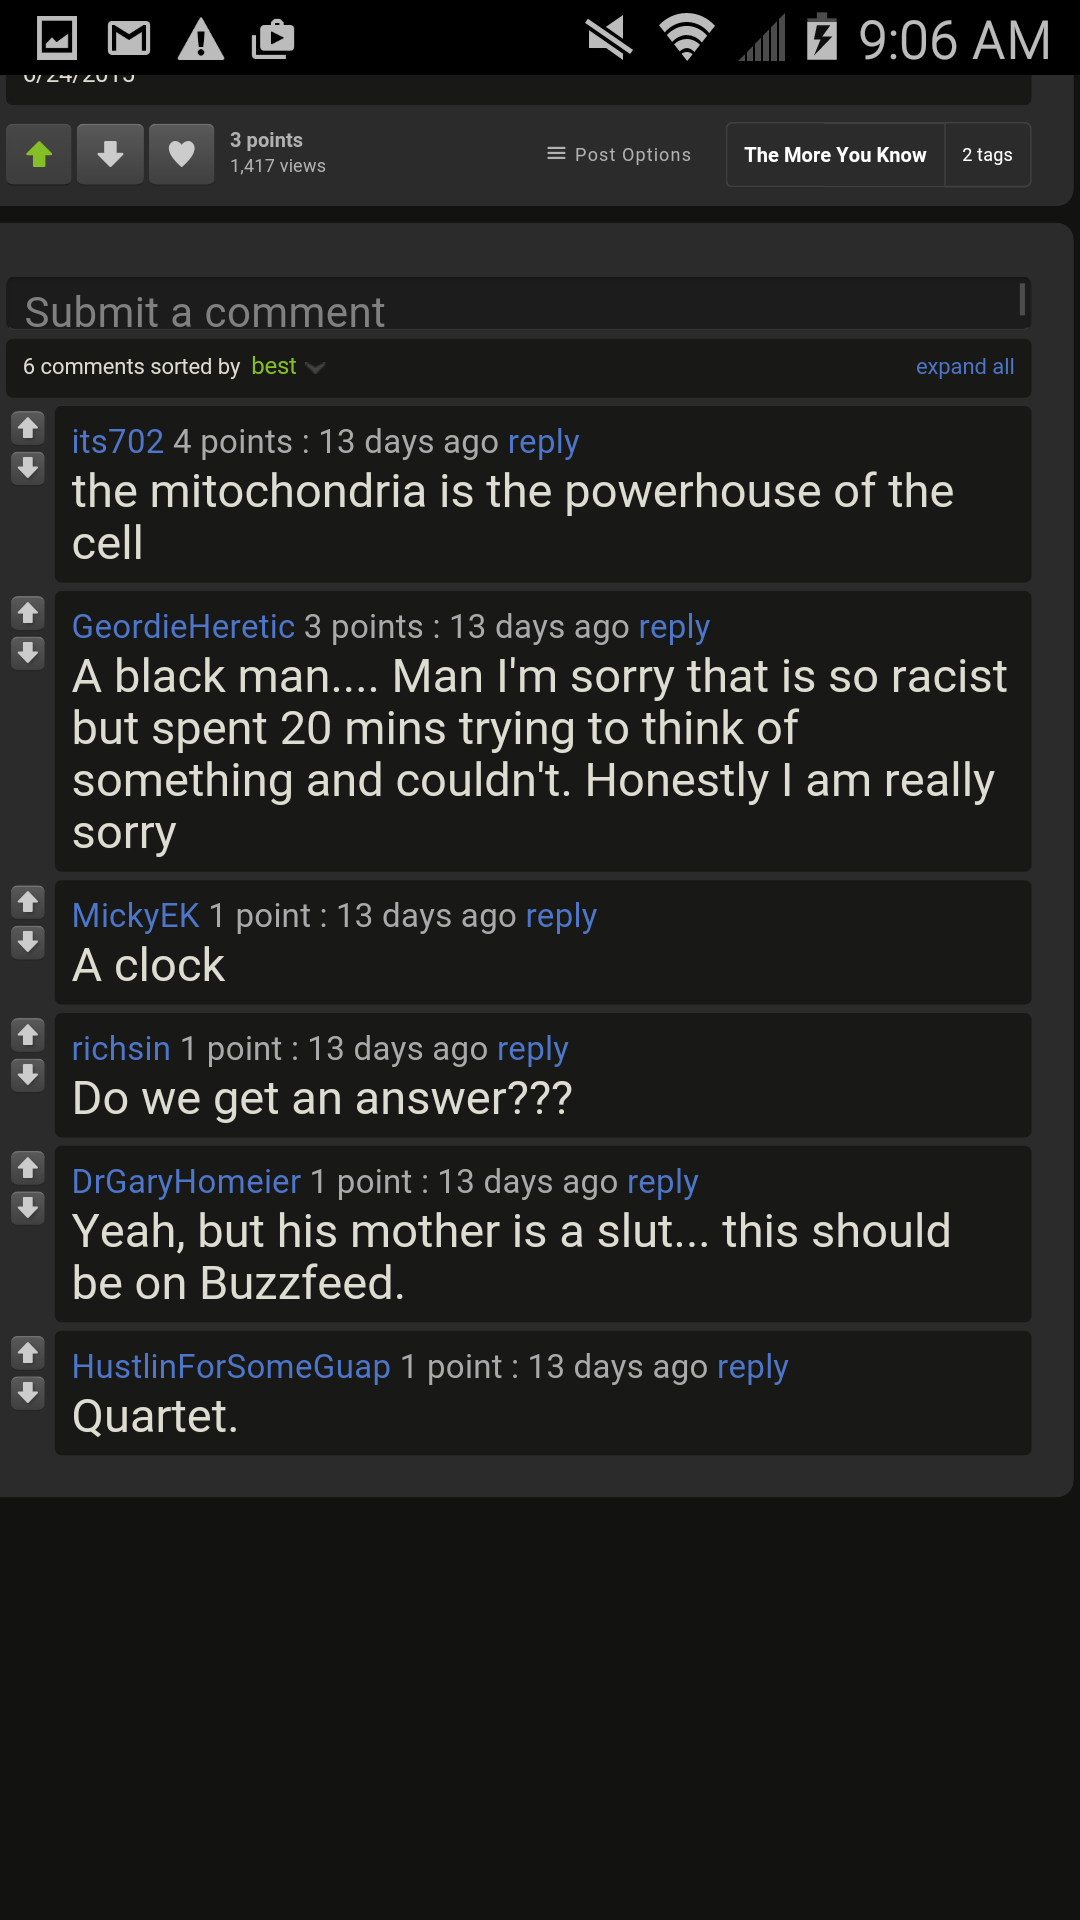 9:06 AM
6/24/2015
3 points
1,417 views
Post Options
The More You Know
2 tags
Submit a comment
6 comments sorted by best
expand all
its702 4 points : 13 days ago reply
the mitochondria is the powerhouse of the
cell
GeordieHeretic 3 points : 13 days ago reply
A black man.... Man I'm sorry that is so racist
but spent 20 mins trying to think of
something and couldn't. Honestly I am really
sorry
MickyEK 1 point : 13 days ago reply
A clock
richsin 1 point : 13 days ago reply
Do we get an answer???
DrGaryHomeier 1 point : 13 days ago reply
Yeah, but his mother is a slut... this should
be on Buzzfeed.
HustlinForSomeGuap 1 point : 13 days ago reply
Quartet.